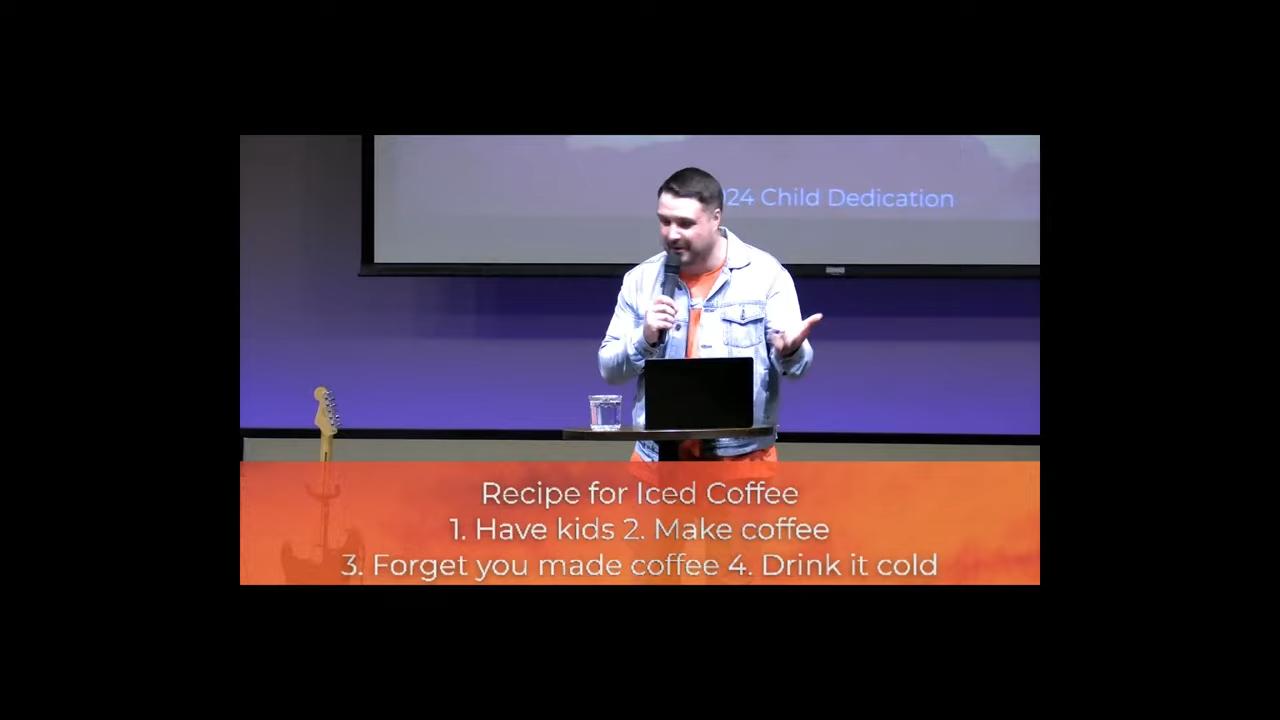 24 Child Dedication
Recipe for Iced Coffee
1. Have kids 2. Make coffee
3. Forget you made coffee 4. Drink it cold